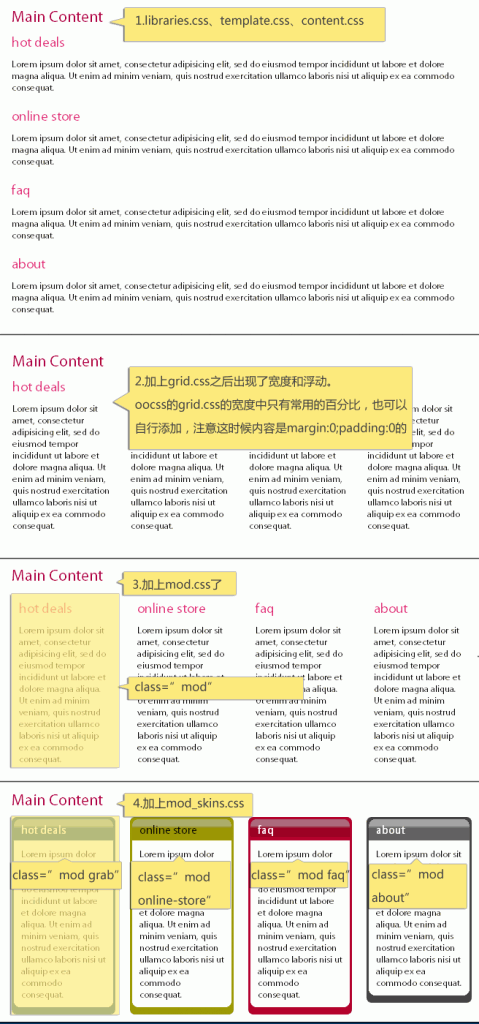 Main Content
1.libraries.css、template.css、content.css
hot deals
Lorem ipsum dolor sit amet, consectetur adipisicing elit, sed do eiusmod tempor incididunt ut labore et dolore
magna aliqua. Ut enim ad minim veniam, quis nostrud exercitation ullamco laboris nisi ut aliquip ex ea commodo
consequat.
online store
Lorem ipsum dolor sit amet, consectetur adipisicing elit, sed do eiusmod tempor incididunt ut labore et dolore
magna aliqua. Ut enim ad minim veniam, quis nostrud exercitation ullamco laboris nisi ut aliquip ex ea commodo
consequat.
faq
Lorem ipsum dolor sit amet, consectetur adipisicing elit, sed do eiusmod tempor incididunt ut labore et dolore
magna aliqua. Ut enim ad minim veniam, quis nostrud exercitation ullamco laboris nisi ut aliquip ex ea commodo
consequat.
about
Lorem ipsum dolor sit amet, consectetur adipisicing elit, sed do eiusmod tempor incididunt ut labore et dolore
magna aliqua. Ut enim ad minim veniam, quis nostrud exercitation ullamco laboris nisi ut aliquip ex ea commodo
consequat.
Main Content
2.加上grid.css之后出现了宽度和浮动。
oocss的grid.css的宽度中只有常用的百分比，也可以
自行添加，注意这时候内容是margin:0;padding:0的
hot deals
Lorem ipsum dolor sit
amet, consectetur
adipisicing elit, sed do
eiusmod tempor
incididunt ut labore et
dolore magna aliqua. Ut
enim ad minim veniam,
quis nostrud exercitation
ullamco laboris nisi ut
aliquip ex ea commodo
consequat.
incididunt ut labore et
dolore magna aliqua. Ut
enim ad minim veniam,
quis nostrud exercitation
ullamco laboris nisi ut
aliquip ex ea commodo
consequat.
incididunt ut labore et
dolore magna aliqua. Ut
enim ad minim veniam,
quis nostrud exercitation
ullamco laboris nisi ut
aliquip ex ea commodo
consequat.
incididunt ut labore et
dolore magna aliqua. Ut
enim ad minim veniam,
quis nostrud exercitation
ullamco laboris nisi ut
aliquip ex ea commodo
consequat.
Main Content
3.加上mod.css了
hot deals
Lorem ipsum dolor sit
amet, consectetur
adipisicing elit, sed do
eiusmod tempor
incididunt ut labore et
dolore magna aliqua.
Ut enim ad minim
veniam, quis nostrud
exercitation ullamco
laboris nisi ut aliquip
ex ea commodo
consequat.
class=” mod”
online store
Lorem ipsum dolor sit
amet, consectetur
adipisicing elit, sed do
eiusmod tempor
Ut enim ad minim
veniam, quis nostrud
exercitation ullamco
laboris nisi ut aliquip
ex ea commodo
consequat.
faq
Lorem ipsum dolor sit
amet, consectetur
adipisicing elit, sed do
eiusmod tempor
magna aliqua.
Ut enim ad minim
veniam, quis nostrud
exercitation ullamco
laboris nisi ut aliquip
ex ea commodo
consequat.
about
Lorem ipsum dolor sit
amet, consectetur
adipisicing elit, sed do
eiusmod tempor
incididunt ut labore et
dolore magna aliqua.
Ut enim ad minim
veniam, quis nostrud
exercitation ullamco
laboris nisi ut aliquip
ex ea commodo
consequat.
Main Content
4.加上mod_skins.css
hot deals
Lorem ipsum dolor
class=” mod grab”
incididunt ut labore
et dolore magna
aliqua. Ut enim ad
minim veniam, quis
nostrud exercitation
ullamco laboris nisi
ut aliquip ex ea
commodo
consequat.
online store
Lorem ipsum dolor
class=” mod
online-store”
et dolore magna
aliqua. Ut enim ad
minim veniam, quis
nostrud exercitation
ullamco laboris nisi
ut aliquip ex ea
commodo
consequat.
faq
Lorem ipsum dolor
class=” mod faq”
incididunt ut labore
et dolore magna
aliqua. Ut enim ad
minim veniam, quis
nostrud exercitation
ullamco laboris nisi
ut aliquip ex ea
commodo
consequat.
about
Lorem ipsum dolor sit
class=” mod
about”
et dolore magna
aliqua. Ut enim ad
minim veniam, quis
nostrud exercitation
ullamco laboris nisi ut
aliquip ex ea
commodo consequat.